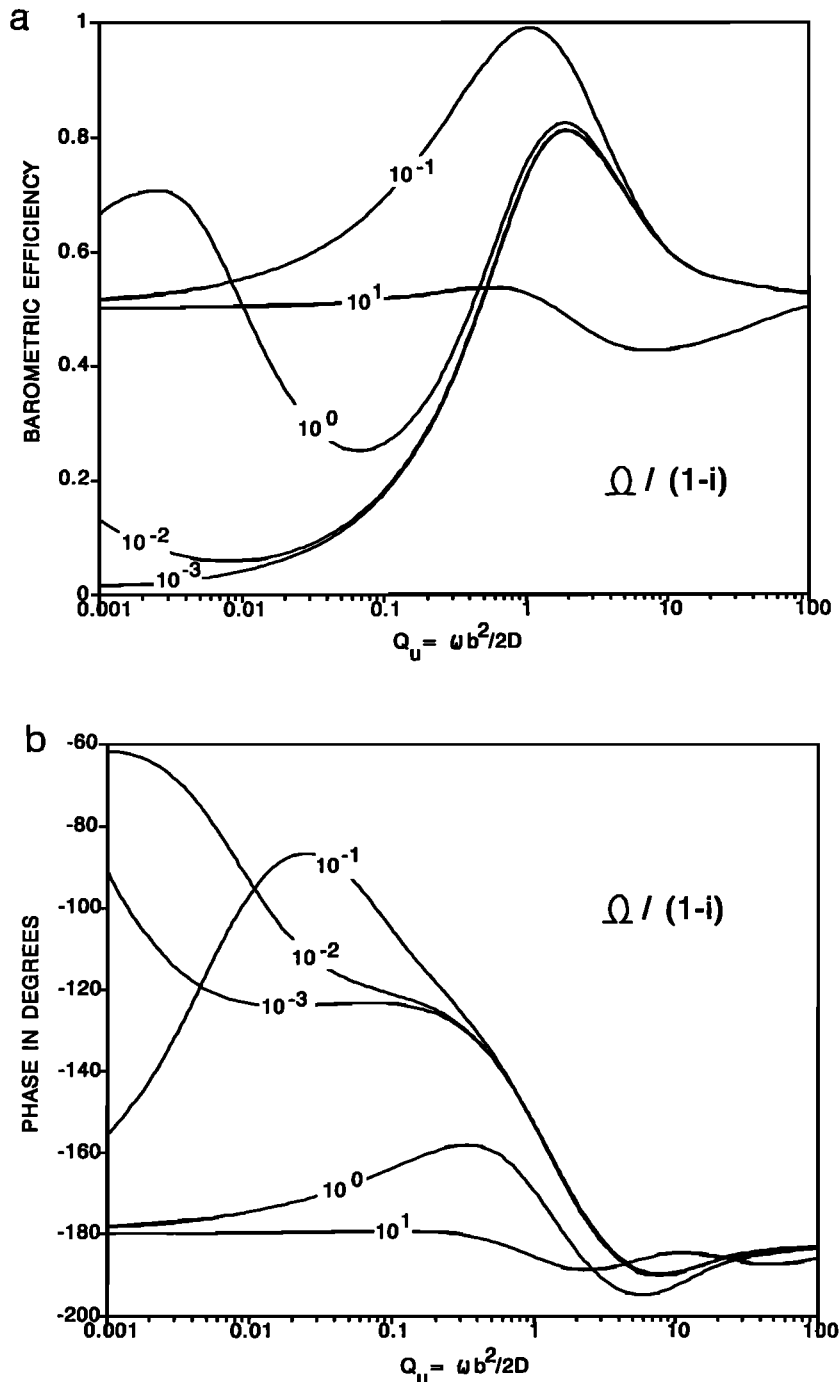 a
1
0.8
0.6
0.4
0.2
0
BAROMETRIC EFFICIENCY
10⁻¹
10¹
10⁰
10⁻²
10⁻³
Ω / (1-i)
0.001 0.01 0.1 1 10 100
Qᵤ= ωb²/2D
b
-60
-80
-100
-120
-140
-160
-180
-200
PHASE IN DEGREES
10⁻¹
Ω / (1-i)
10⁻²
10⁻³
10⁰
10¹
0.001 0.01 0.1 1 10 100
Qᵤ= ωb²/2D